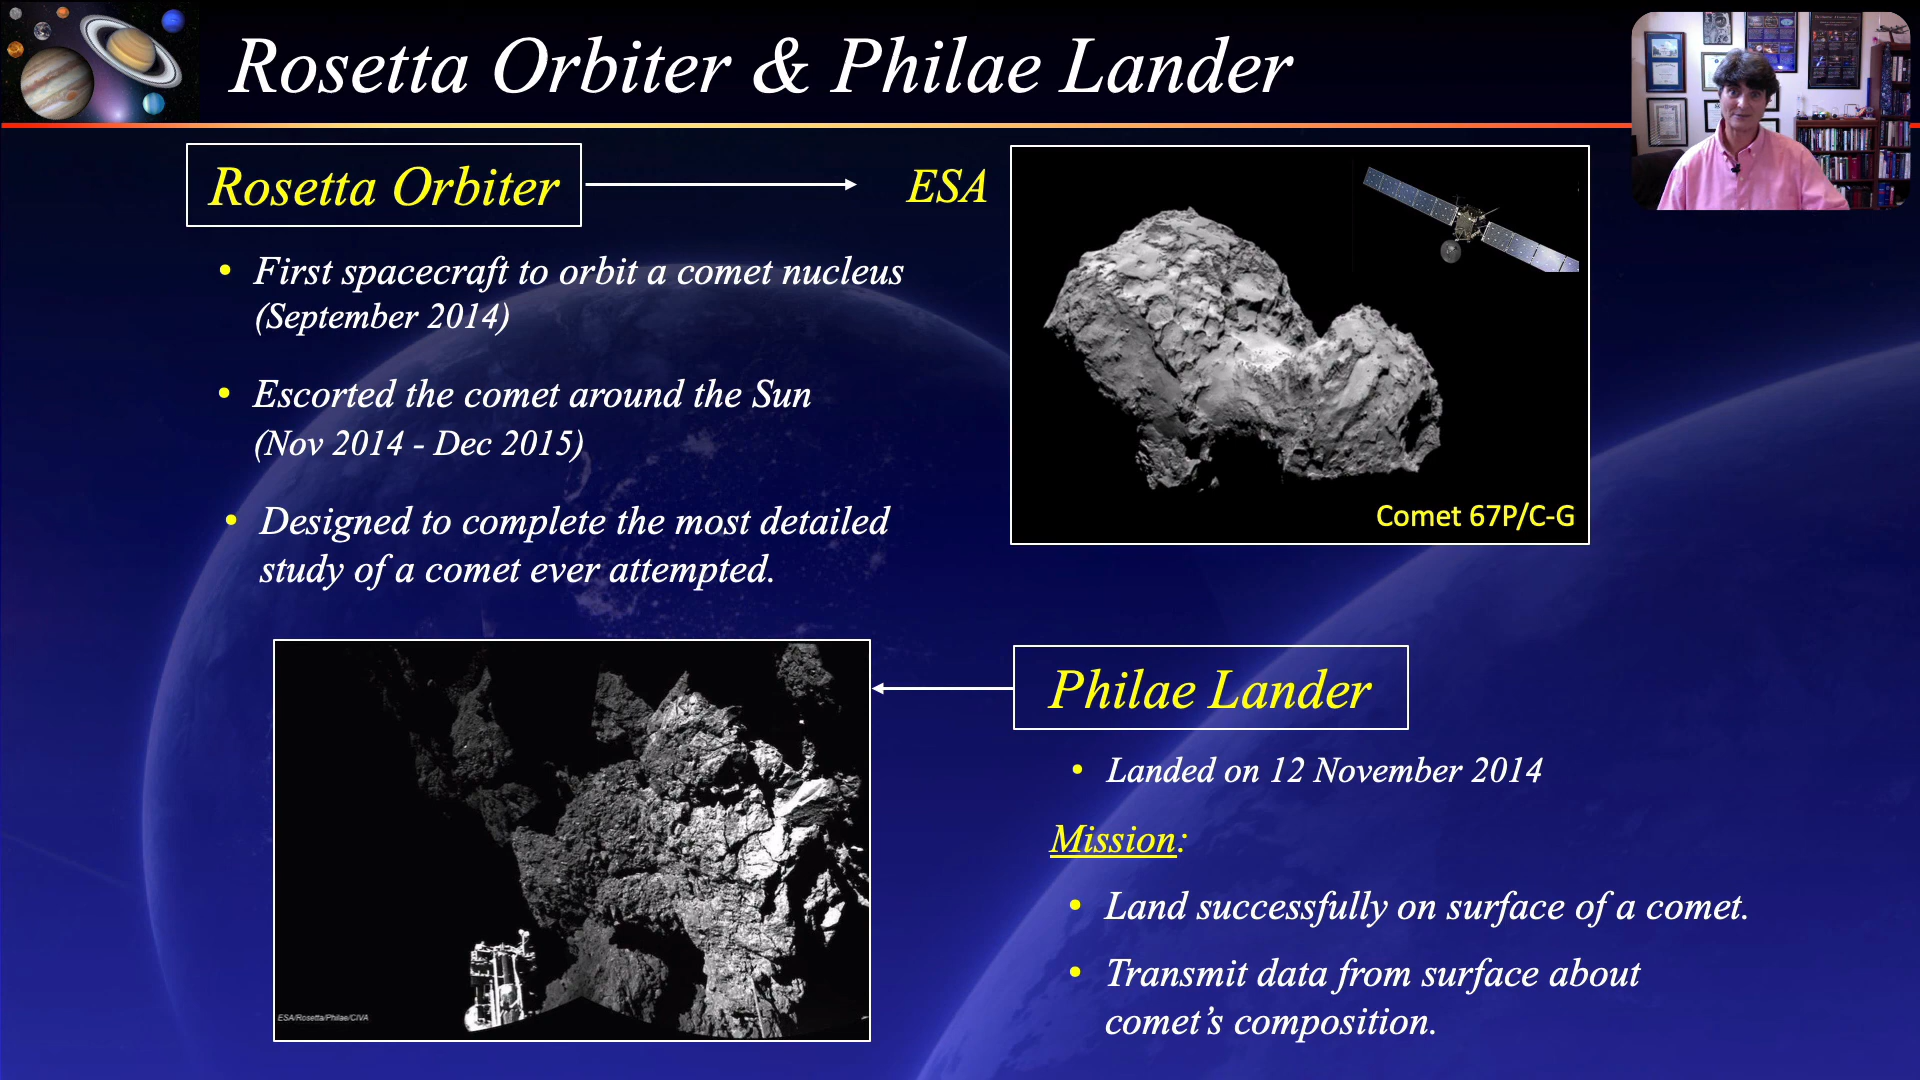 Rosetta Orbiter & Philae Lander
Rosetta Orbiter
ESA
• First spacecraft to orbit a comet nucleus
(September 2014)
• Escorted the comet around the Sun
(Nov 2014 - Dec 2015)
• Designed to complete the most detailed
study of a comet ever attempted.
Comet 67P/C-G
ESA/Rosetta/Philae/CIVA
Philae Lander
• Landed on 12 November 2014
Mission:
• Land successfully on surface of a comet.
• Transmit data from surface about
comet’s composition.